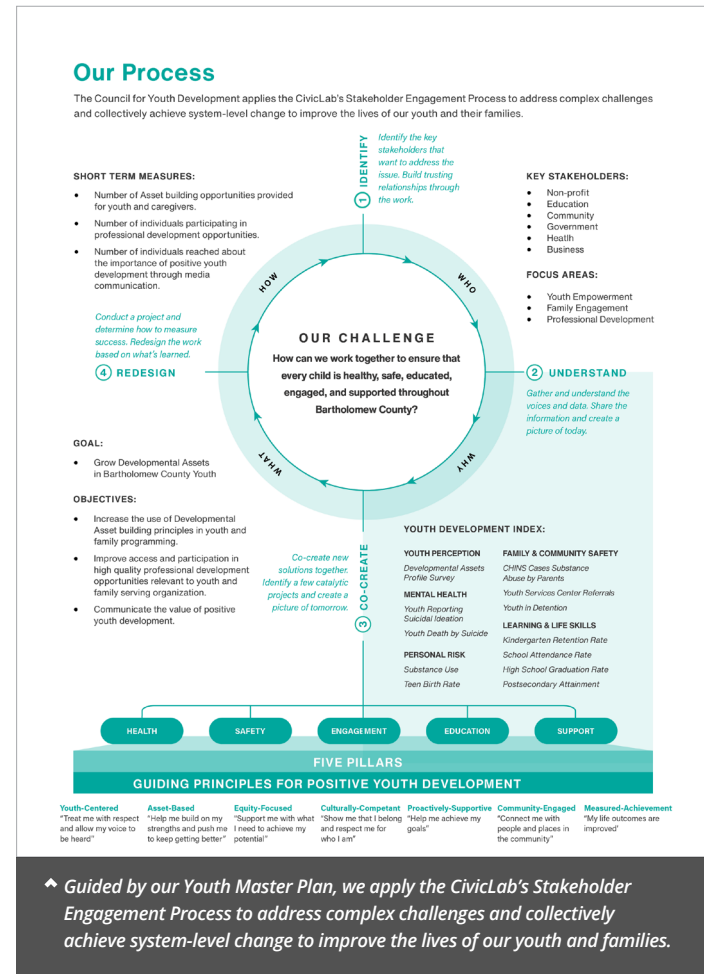 Our Process
The Council for Youth Development applies the CivicLab's Stakeholder Engagement Process to address complex challenges
and collectively achieve system-level change to improve the lives of our youth and their families.
1 IDENTIFY
Identify the key
stakeholders that
want to address the
issue. Build trusting
relationships through
the work.
SHORT TERM MEASURES:
• Number of Asset building opportunities provided
for youth and caregivers.
• Number of individuals participating in
professional development opportunities.
• Number of individuals reached about
the importance of positive youth
development through media
communication.
KEY STAKEHOLDERS:
• Non-profit
• Education
• Community
• Government
• Heatlh
• Business
FOCUS AREAS:
• Youth Empowerment
• Family Engagement
• Professional Development
HOW
WHO
WHY
WHAT
OUR CHALLENGE
How can we work together to ensure that
every child is healthy, safe, educated,
engaged, and supported throughout
Bartholomew County?
Conduct a project and
determine how to measure
success. Redesign the work
based on what's learned.
4 REDESIGN
2 UNDERSTAND
Gather and understand the
voices and data. Share the
information and create a
picture of today.
GOAL:
• Grow Developmental Assets
in Bartholomew County Youth
OBJECTIVES:
• Increase the use of Developmental
Asset building principles in youth and
family programming.
• Improve access and participation in
high quality professional development
opportunities relevant to youth and
family serving organization.
• Communicate the value of positive
youth development.
Co-create new
solutions together.
Identify a few catalytic
projects and create a
picture of tomorrow.
3 CO-CREATE
YOUTH DEVELOPMENT INDEX:
YOUTH PERCEPTION
Developmental Assets
Profile Survey
MENTAL HEALTH
Youth Reporting
Suicidal Ideation
Youth Death by Suicide
PERSONAL RISK
Substance Use
Teen Birth Rate
FAMILY & COMMUNITY SAFETY
CHINS Cases Substance
Abuse by Parents
Youth Services Center Referrals
Youth in Detention
LEARNING & LIFE SKILLS
Kindergarten Retention Rate
School Attendance Rate
High School Graduation Rate
Postsecondary Attainment
HEALTH
SAFETY
ENGAGEMENT
EDUCATION
SUPPORT
FIVE PILLARS
GUIDING PRINCIPLES FOR POSITIVE YOUTH DEVELOPMENT
Youth-Centered
"Treat me with respect
and allow my voice to
be heard"
Asset-Based
"Help me build on my
strengths and push me
to keep getting better"
Equity-Focused
"Support me with what
I need to achieve my
potential"
Culturally-Competant
"Show me that I belong
and respect me for
who I am"
Proactively-Supportive
"Help me achieve my
goals"
Community-Engaged
"Connect me with
people and places in
the community"
Measured-Achievement
"My life outcomes are
improved'
Guided by our Youth Master Plan, we apply the CivicLab's Stakeholder
Engagement Process to address complex challenges and collectively
achieve system-level change to improve the lives of our youth and families.